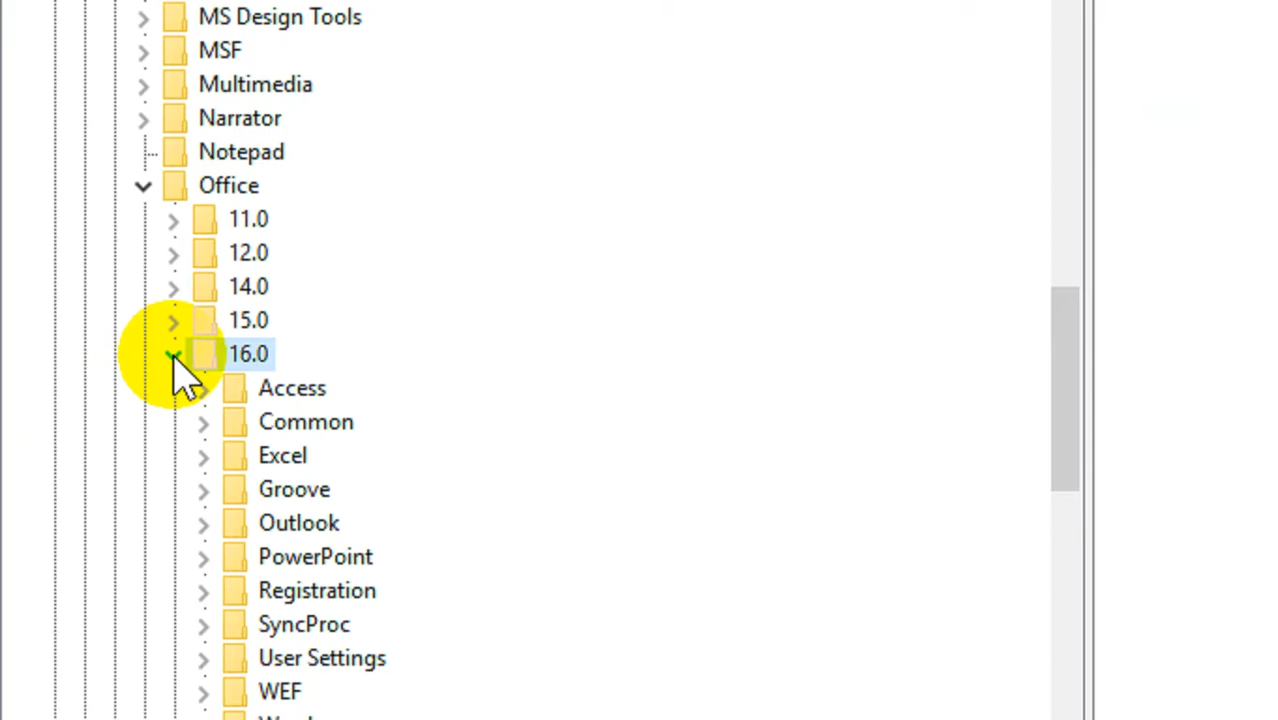 MS Design Tools
MSF
Multimedia
Narrator
Notepad
Office
11.0
12.0
14.0
15.0
16.0
Access
Common
Excel
Groove
Outlook
PowerPoint
Registration
SyncProc
User Settings
WEF